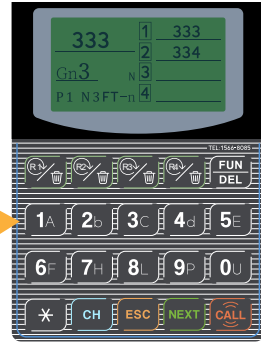 333 1 333
2 334
Gn3 N 3
P1 N3FT-n 4
TEL:1566-8085
R1 R2 R3 R4 FUN DEL
1A 2b 3C 4d 5E
6F 7H 8L 9P 0U
* CH ESC NEXT CALL